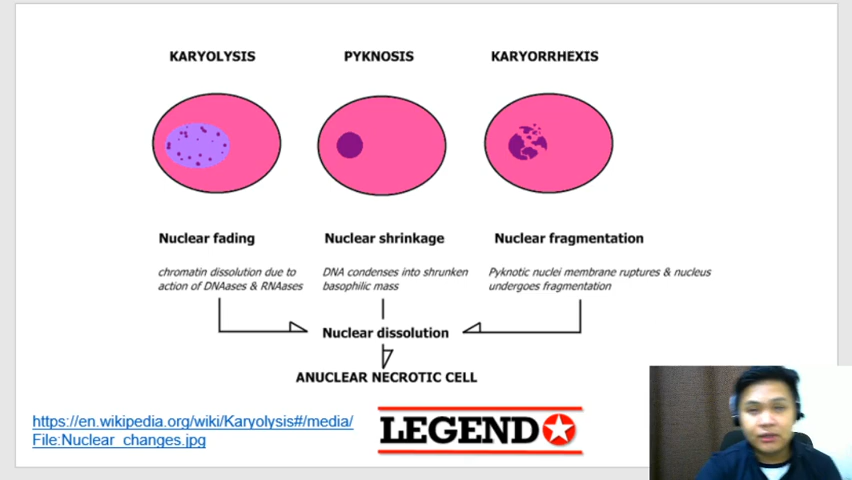 KARYOLYSIS PYKNOSIS KARYORRHEXIS
Nuclear fading Nuclear shrinkage Nuclear fragmentation
chromatin dissolution due to DNA condenses into shrunken Pyknotic nuclei membrane ruptures & nucleus
action of DNAases & RNAases basophilic mass undergoes fragmentation
Nuclear dissolution
ANUCLEAR NECROTIC CELL
https://en.wikipedia.org/wiki/Karyolysis#/media/
File:Nuclear_changes.jpg
LEGEND